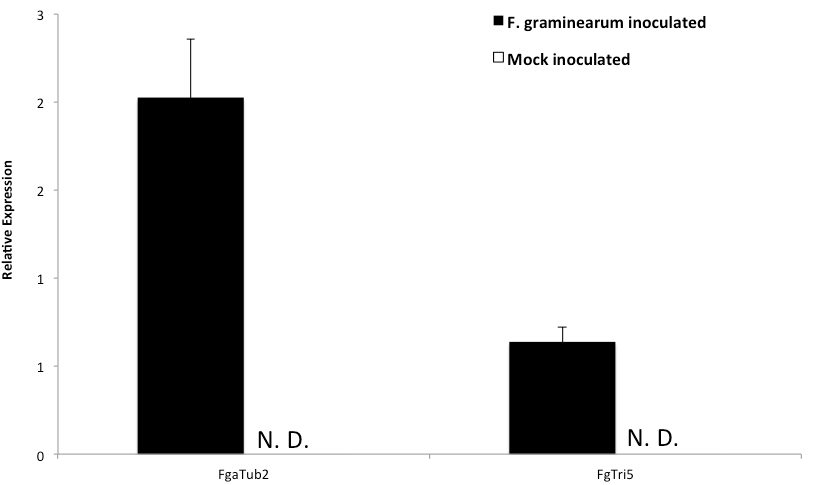 3
F. graminearum inoculated
Mock inoculated
2
2
Relative Expression
1
1
N. D.
N. D.
0
FgaTub2
FgTri5